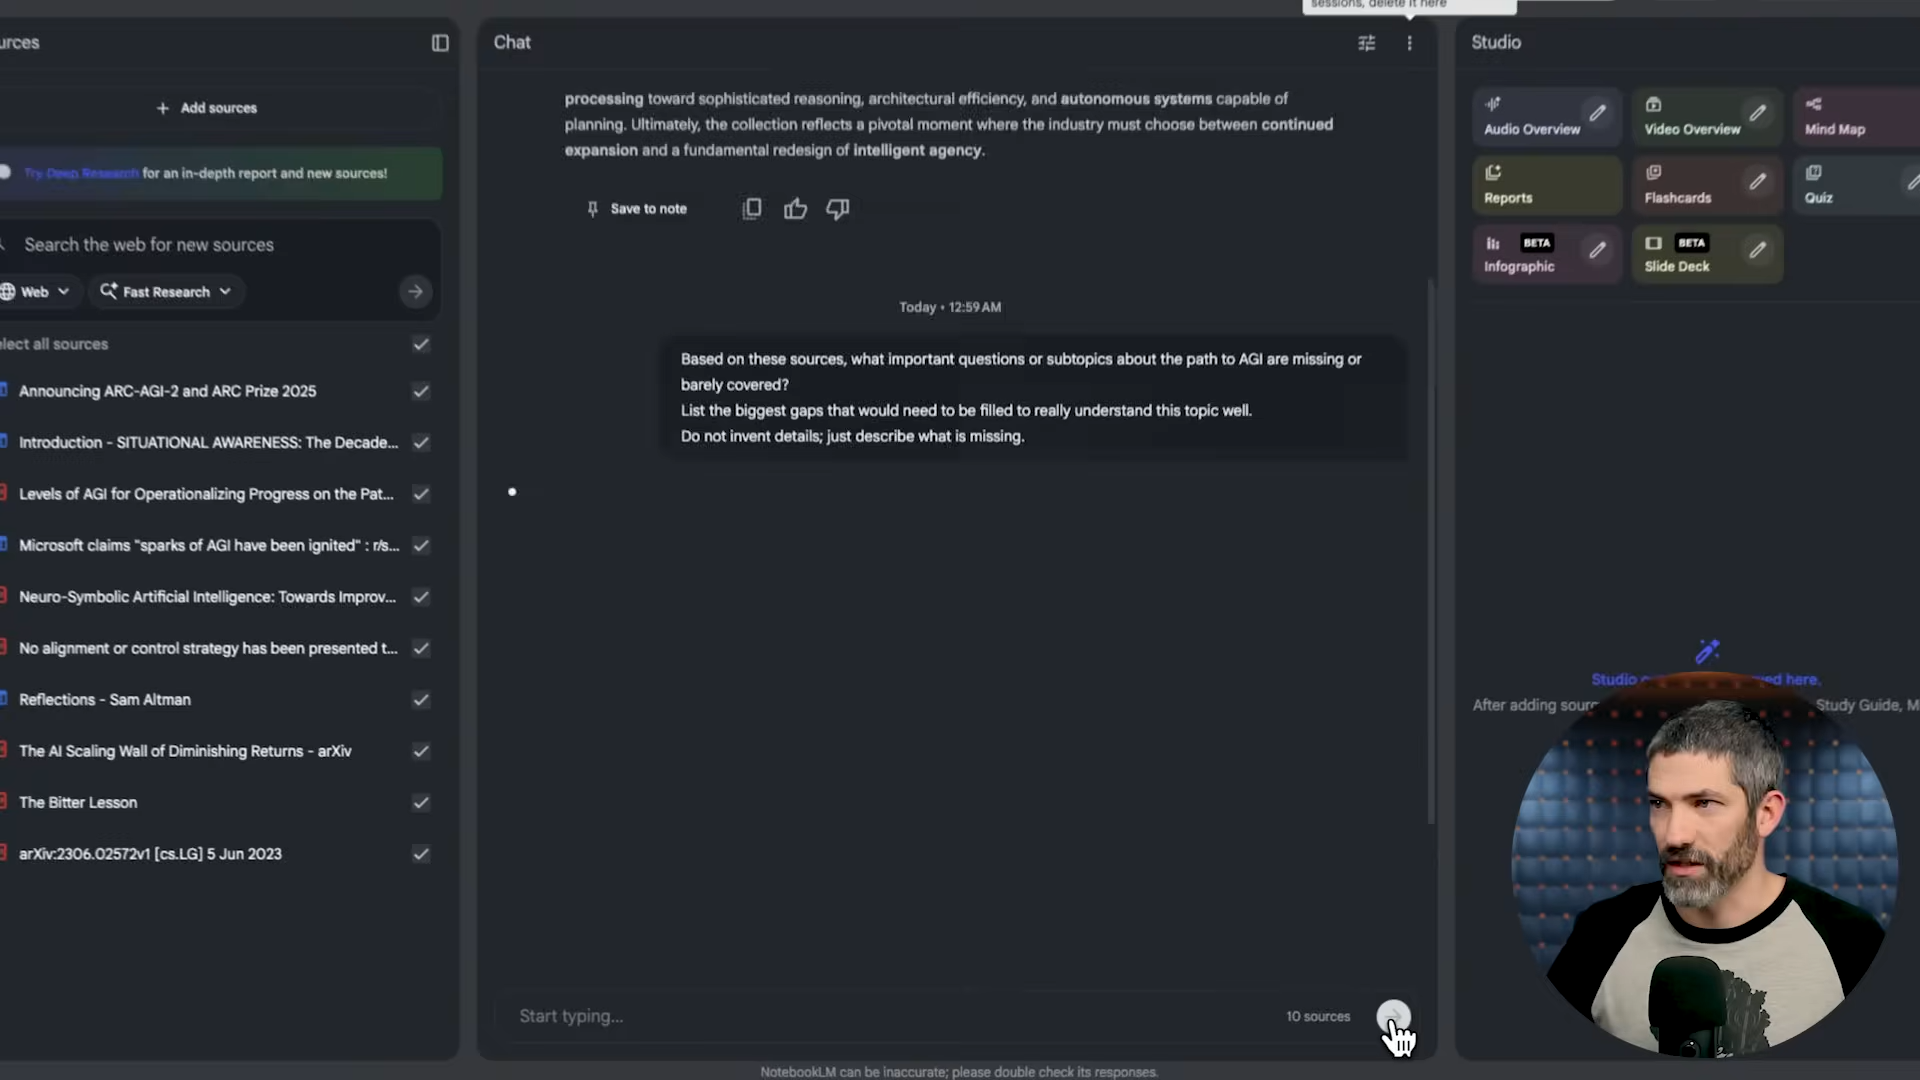 sessions, delete it here
Chat
Studio
Add sources
Try Deep Research for an in-depth report and new sources!
Search the web for new sources
Web
Fast Research
Announcing ARC-AGI-2 and ARC Prize 2025
Introduction - SITUATIONAL AWARENESS: The Decade...
Levels of AGI for Operationalizing Progress on the Pat...
Microsoft claims "sparks of AGI have been ignited" : r/s...
Neuro-Symbolic Artificial Intelligence: Towards Improv...
No alignment or control strategy has been presented t...
Reflections - Sam Altman
The AI Scaling Wall of Diminishing Returns - arXiv
The Bitter Lesson
arXiv:2306.02572v1 [cs.LG] 5 Jun 2023
processing toward sophisticated reasoning, architectural efficiency, and autonomous systems capable of
planning. Ultimately, the collection reflects a pivotal moment where the industry must choose between continued
expansion and a fundamental redesign of intelligent agency.
Save to note
Today • 12:59 AM
Based on these sources, what important questions or subtopics about the path to AGI are missing or
barely covered?
List the biggest gaps that would need to be filled to really understand this topic well.
Do not invent details; just describe what is missing.
Start typing...
10 sources
NotebookLM can be inaccurate; please double check its responses.
Audio Overview
Video Overview
Mind Map
Reports
Flashcards
Quiz
BETA
Infographic
BETA
Slide Deck
Studio
here.
After adding
Study Guide,